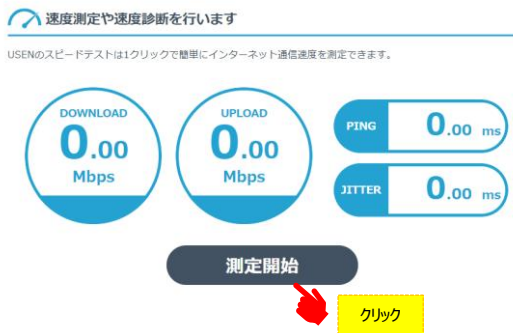 速度測定や速度診断を行います
USENのスピードテストは1クリックで簡単にインターネット通信速度を測定できます。
DOWNLOAD
0.00
Mbps
UPLOAD
0.00
Mbps
PING
0.00 ms
JITTER
0.00 ms
測定開始
クリック